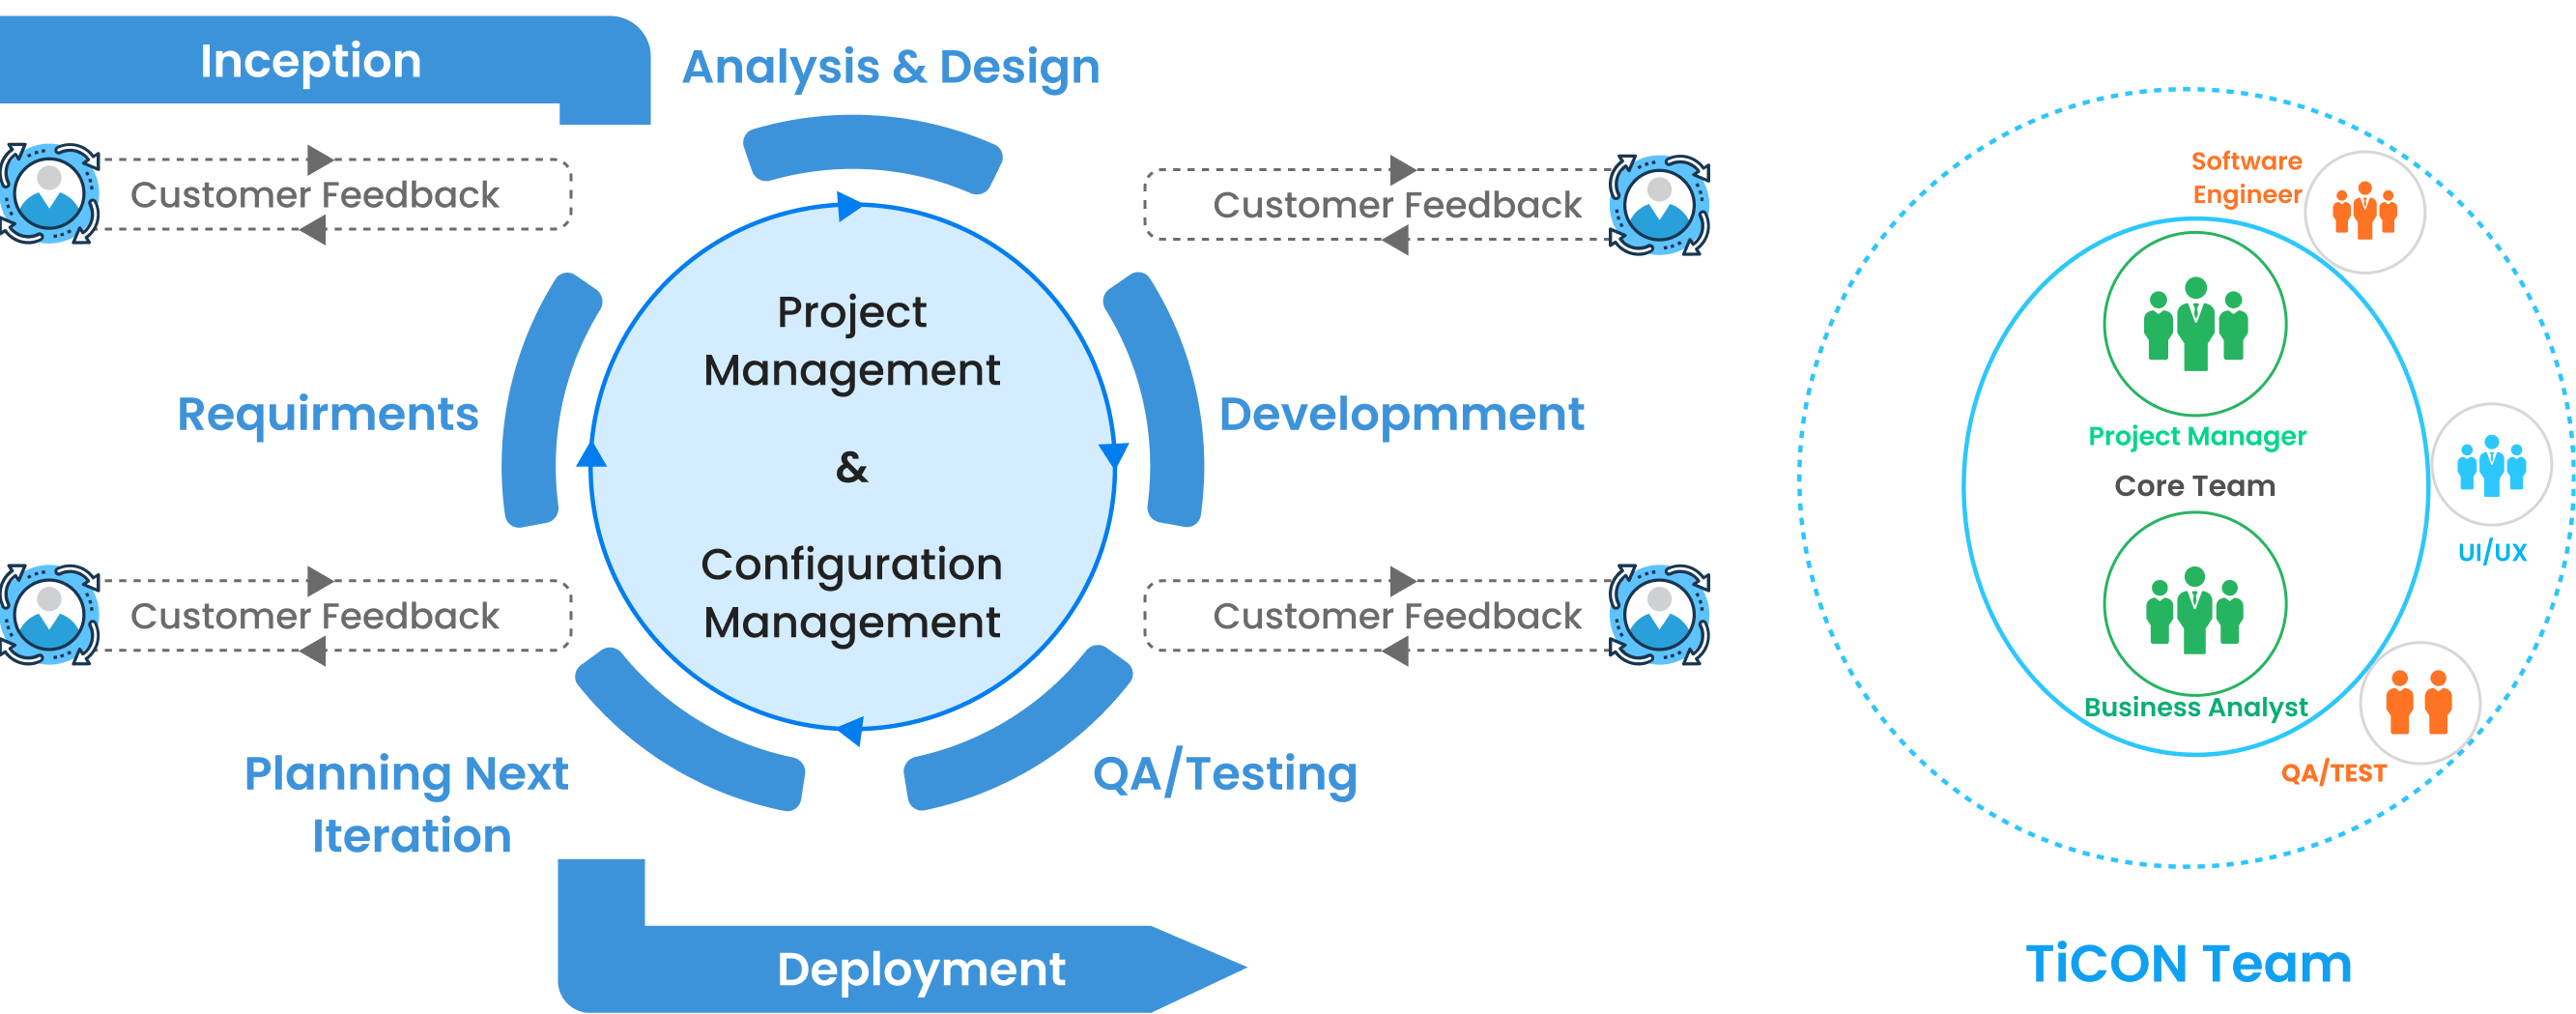 Inception
Analysis & Design
Customer Feedback
Customer Feedback
Project
Management
&
Configuration
Management
Requirments
Developmment
Customer Feedback
Customer Feedback
Planning Next
Iteration
QA/Testing
Deployment
Software
Engineer
Project Manager
Core Team
UI/UX
Business Analyst
QA/TEST
TiCON Team